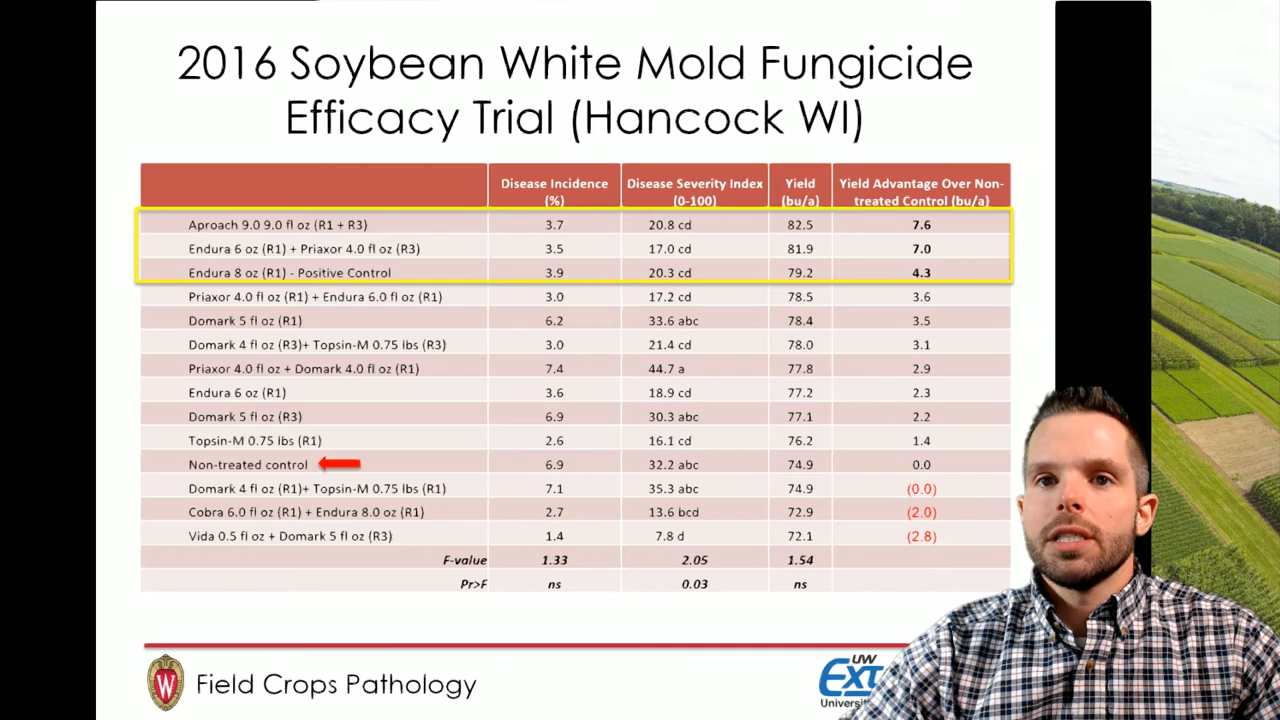 2016 Soybean White Mold Fungicide
Efficacy Trial (Hancock WI)
Disease Incidence (%) Disease Severity Index (0-100) Yield (bu/a) Yield Advantage Over Non-treated Control (bu/a)
Aproach 9.0 9.0 fl oz (R1 + R3) 3.7 20.8 cd 82.5 7.6
Endura 6 oz (R1) + Priaxor 4.0 fl oz (R3) 3.5 17.0 cd 81.9 7.0
Endura 8 oz (R1) - Positive Control 3.9 20.3 cd 79.2 4.3
Priaxor 4.0 fl oz (R1) + Endura 6.0 fl oz (R1) 3.0 17.2 cd 78.5 3.6
Domark 5 fl oz (R1) 6.2 33.6 abc 78.4 3.5
Domark 4 fl oz (R3)+ Topsin-M 0.75 lbs (R3) 3.0 21.4 cd 78.0 3.1
Priaxor 4.0 fl oz + Domark 4.0 fl oz (R1) 7.4 44.7 a 77.8 2.9
Endura 6 oz (R1) 3.6 18.9 cd 77.2 2.3
Domark 5 fl oz (R3) 6.9 30.3 abc 77.1 2.2
Topsin-M 0.75 lbs (R1) 2.6 16.1 cd 76.2 1.4
Non-treated control 6.9 32.2 abc 74.9 0.0
Domark 4 fl oz (R1)+ Topsin-M 0.75 lbs (R1) 7.1 35.3 abc 74.9 (0.0)
Cobra 6.0 fl oz (R1) + Endura 8.0 oz (R1) 2.7 13.6 bcd 72.9 (2.0)
Vida 0.5 fl oz + Domark 5 fl oz (R3) 1.4 7.8 d 72.1 (2.8)
F-value 1.33 2.05 1.54
Pr>F ns 0.03 ns
W
Field Crops Pathology
UW